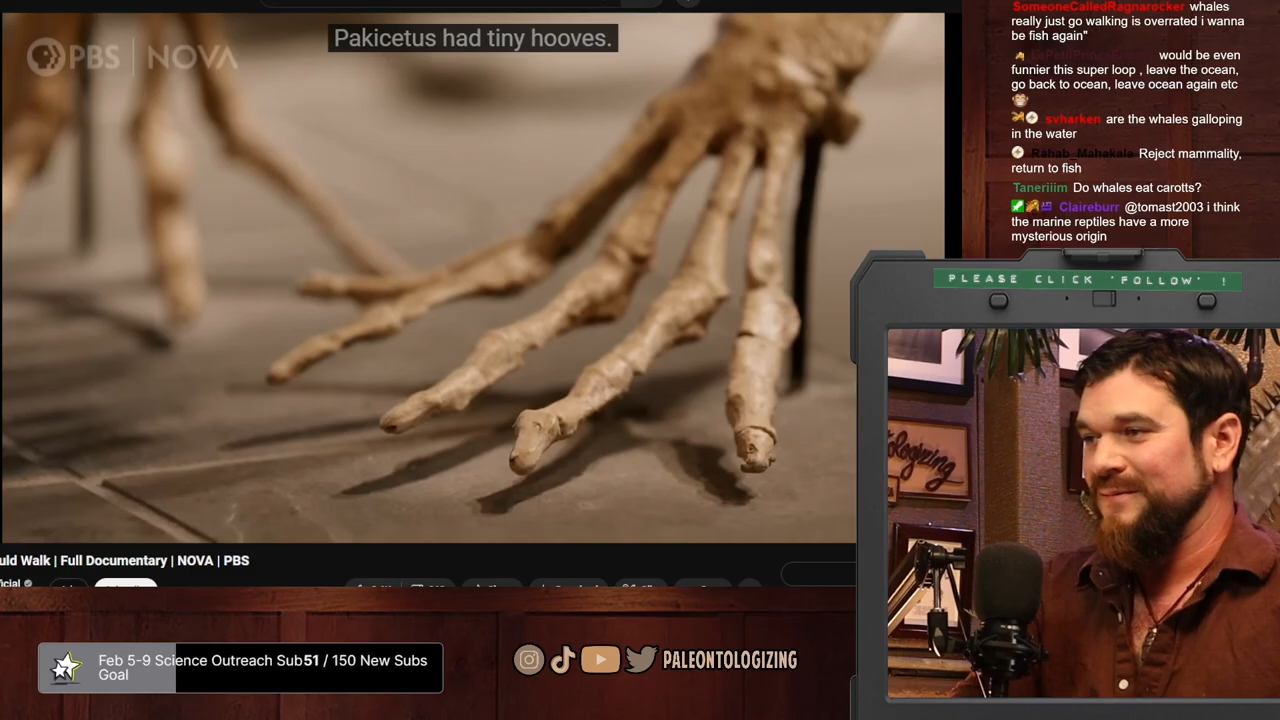 PBS | NOVA
Pakicetus had tiny hooves.
SomeoneCalledRagnarocker whales
really just go walking is overrated i wanna
be fish again"
would be even
funnier this super loop , leave the ocean,
go back to ocean, leave ocean again etc
svharken are the whales galloping
in the water
Rahab_Mahakala Reject mammality,
return to fish
Taneriiim Do whales eat carotts?
Claireburr @tomast2003 i think
the marine reptiles have a more
mysterious origin
PLEASE CLICK 'FOLLOW' !
ologizing
uld Walk | Full Documentary | NOVA | PBS
icial
Feb 5-9 Science Outreach Sub 51 / 150 New Subs
Goal
PALEONTOLOGIZING